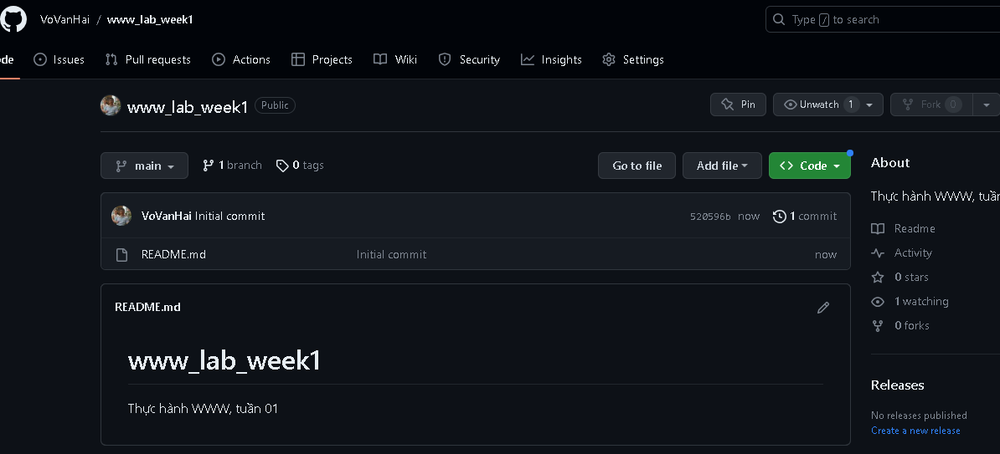 VoVanHai / www_lab_week1
Type / to search
de Issues Pull requests Actions Projects Wiki Security Insights Settings
www_lab_week1 Public
Pin Unwatch 1 Fork 0
main 1 branch 0 tags Go to file Add file Code
VoVanHai Initial commit 520596b now 1 commit
README.md Initial commit now
README.md
www_lab_week1
Thực hành WWW, tuần 01
About
Thực hành WWW, tuần
Readme
Activity
0 stars
1 watching
0 forks
Releases
No releases published
Create a new release